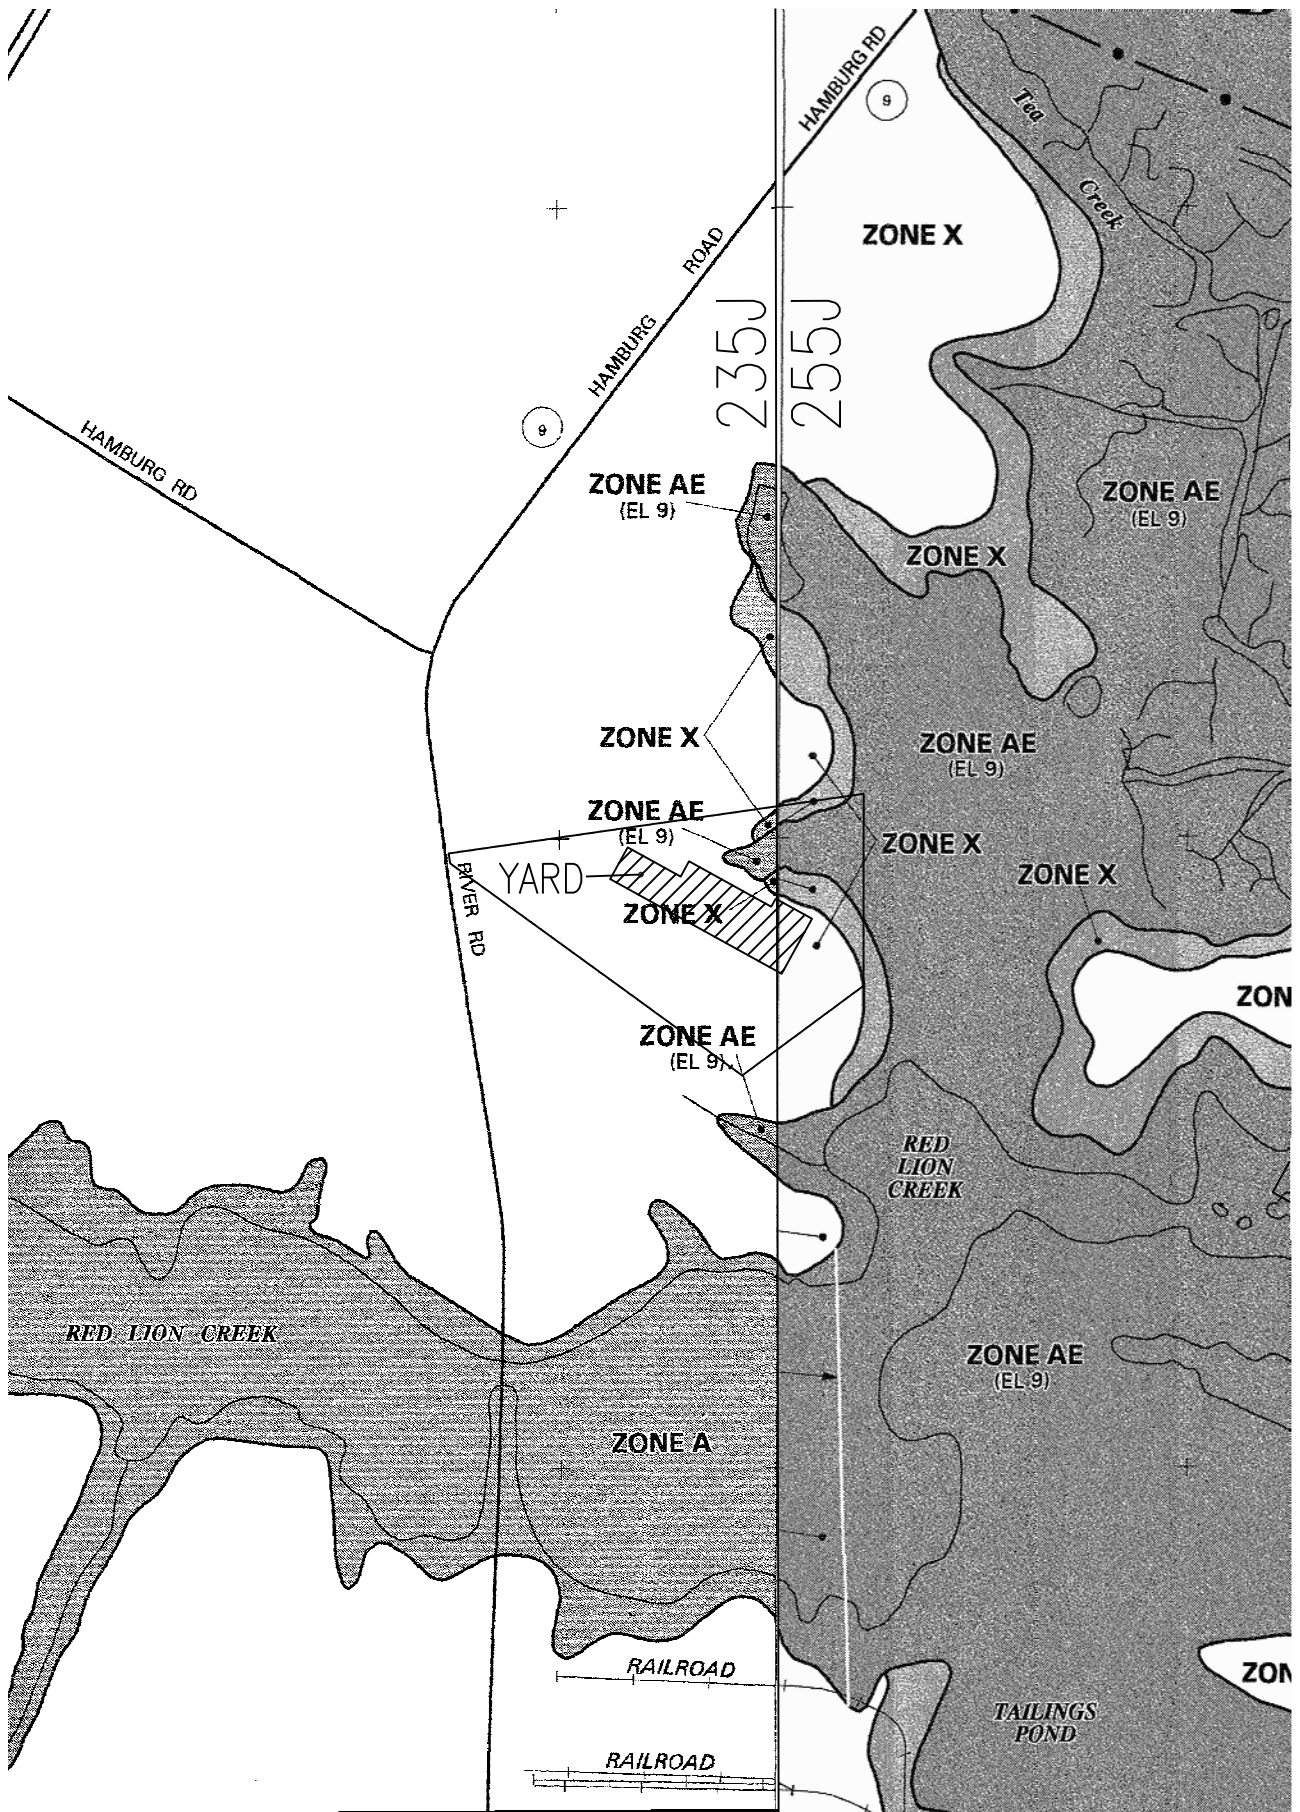 HAMBURG RD
9
Tea
Creek
ZONE X
HAMBURG ROAD
235J
255J
9
HAMBURG RD
ZONE AE
(EL 9)
ZONE AE
(EL 9)
ZONE X
ZONE X
ZONE AE
(EL 9)
ZONE AE
(EL 9)
ZONE X
ZONE X
YARD
RIVER RD
ZONE X
ZON
ZONE AE
(EL 9)
RED
LION
CREEK
RED LION CREEK
ZONE AE
(EL 9)
ZONE A
RAILROAD
ZON
TAILINGS
POND
RAILROAD